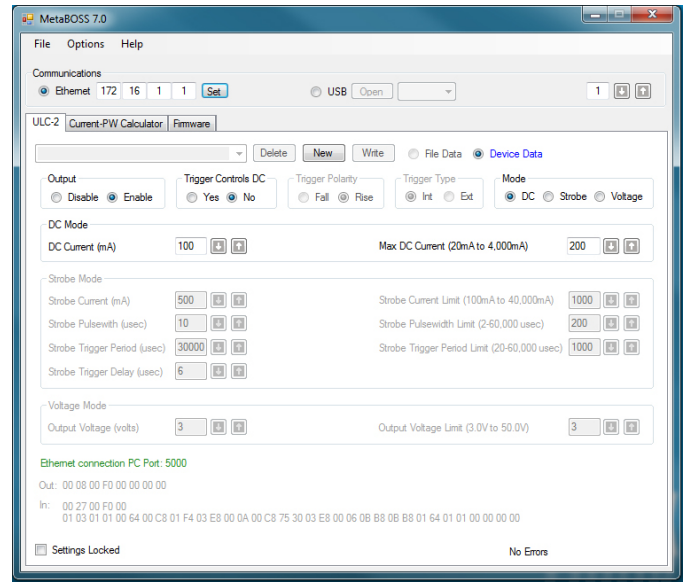 MetaBOSS 7.0
File Options Help
Communications
Ethernet 172 16 1 1 Set USB Open 1
ULC-2 Current-PW Calculator Firmware
Delete New Write File Data Device Data
Output Trigger Controls DC Trigger Polarity Trigger Type Mode
Disable Enable Yes No Fall Rise Int Ext DC Strobe Voltage
DC Mode
DC Current (mA) 100 Max DC Current (20mA to 4,000mA) 200
Strobe Mode
Strobe Current (mA) 500 Strobe Current Limit (100mA to 40,000mA) 1000
Strobe Pulsewith (usec) 10 Strobe Pulsewidth Limit (2-60,000 usec) 200
Strobe Trigger Period (usec) 30000 Strobe Trigger Period Limit (20-60,000 usec) 1000
Strobe Trigger Delay (usec) 6
Voltage Mode
Output Voltage (volts) 3 Output Voltage Limit (3.0V to 50.0V) 3
Ethernet connection PC Port: 5000
Out: 00 08 00 F0 00 00 00 00
In: 00 27 00 F0 00
01 03 01 01 00 64 00 C8 01 F4 03 E8 00 0A 00 C8 75 30 03 E8 00 06 0B B8 0B B8 01 64 01 01 00 00 00 00
Settings Locked No Errors